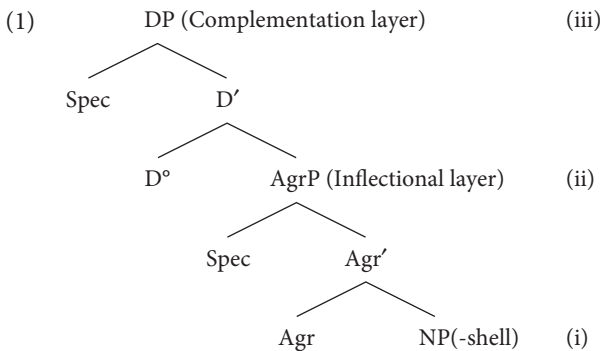 (1) DP (Complementation layer) (iii)
Spec D′
D° AgrP (Inflectional layer) (ii)
Spec Agr′
Agr NP(-shell) (i)